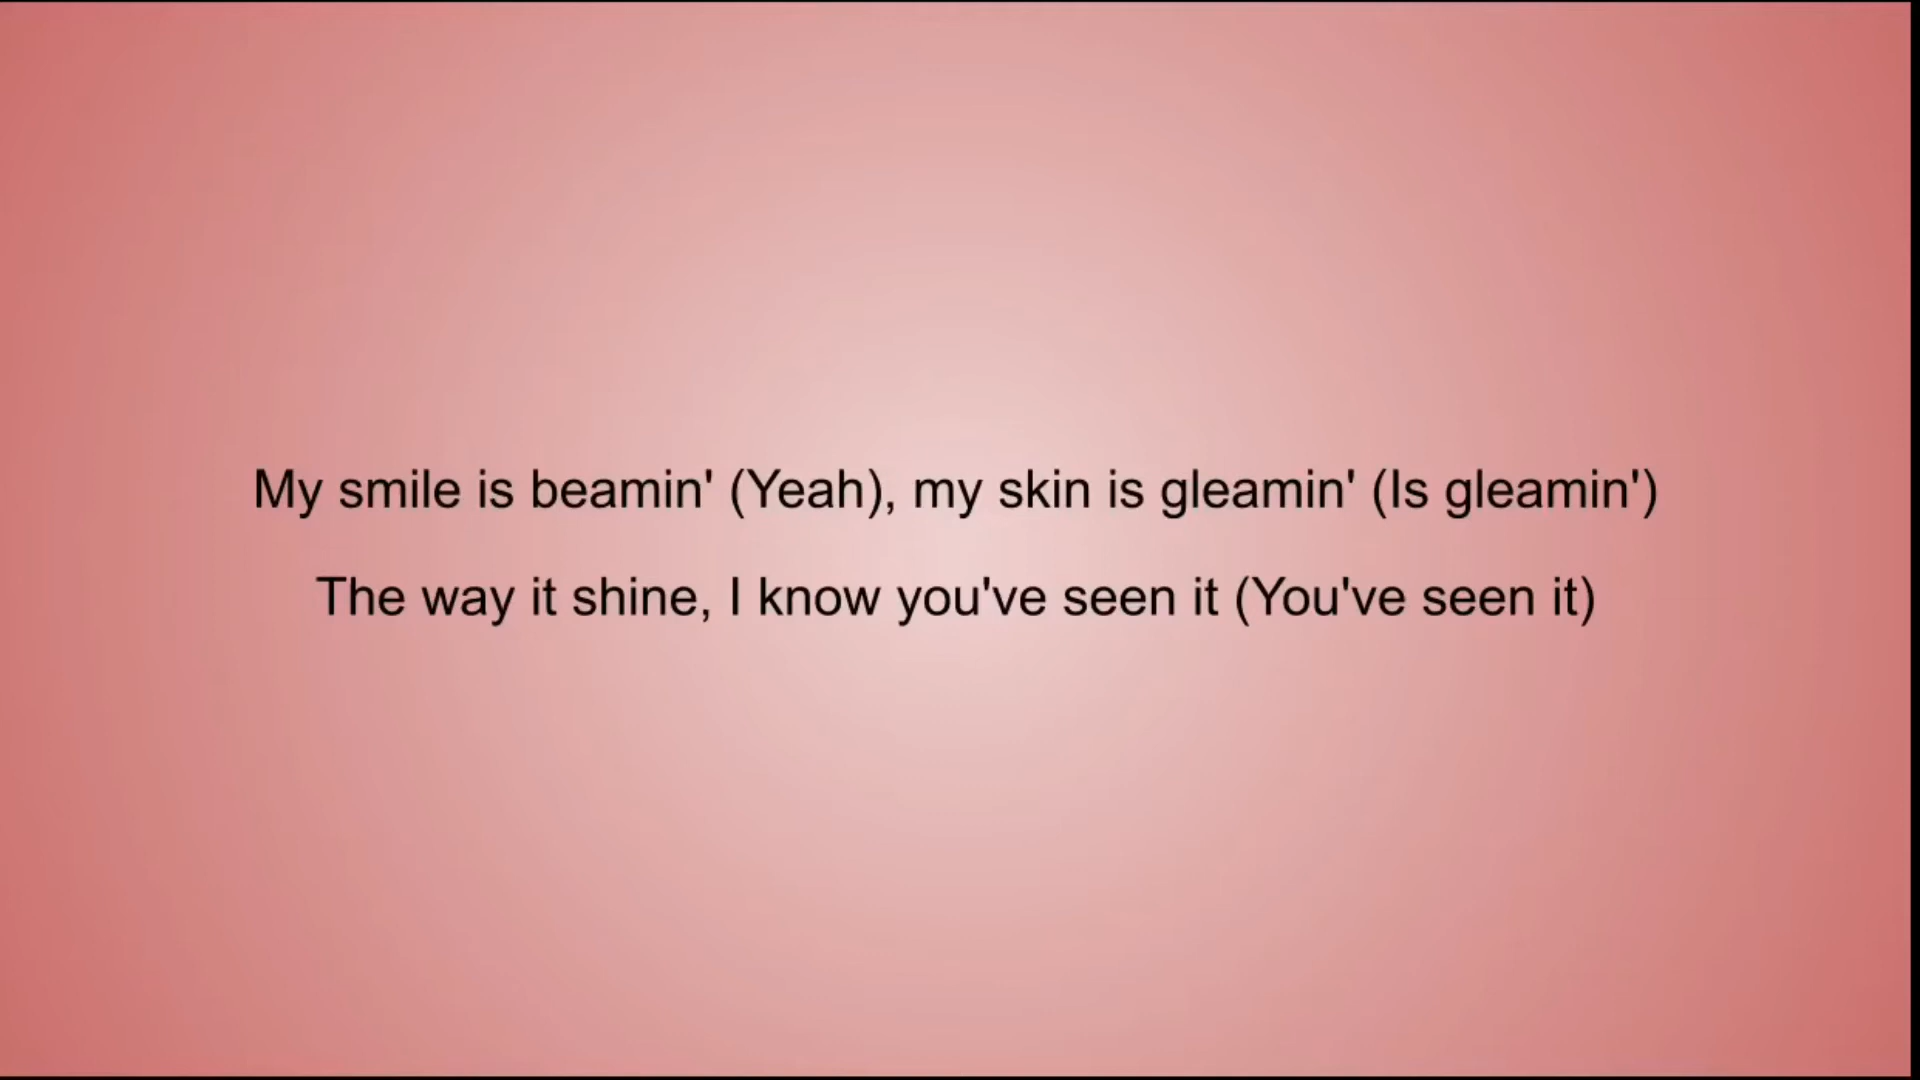 My smile is beamin' (Yeah), my skin is gleamin' (Is gleamin')
The way it shine, I know you've seen it (You've seen it)